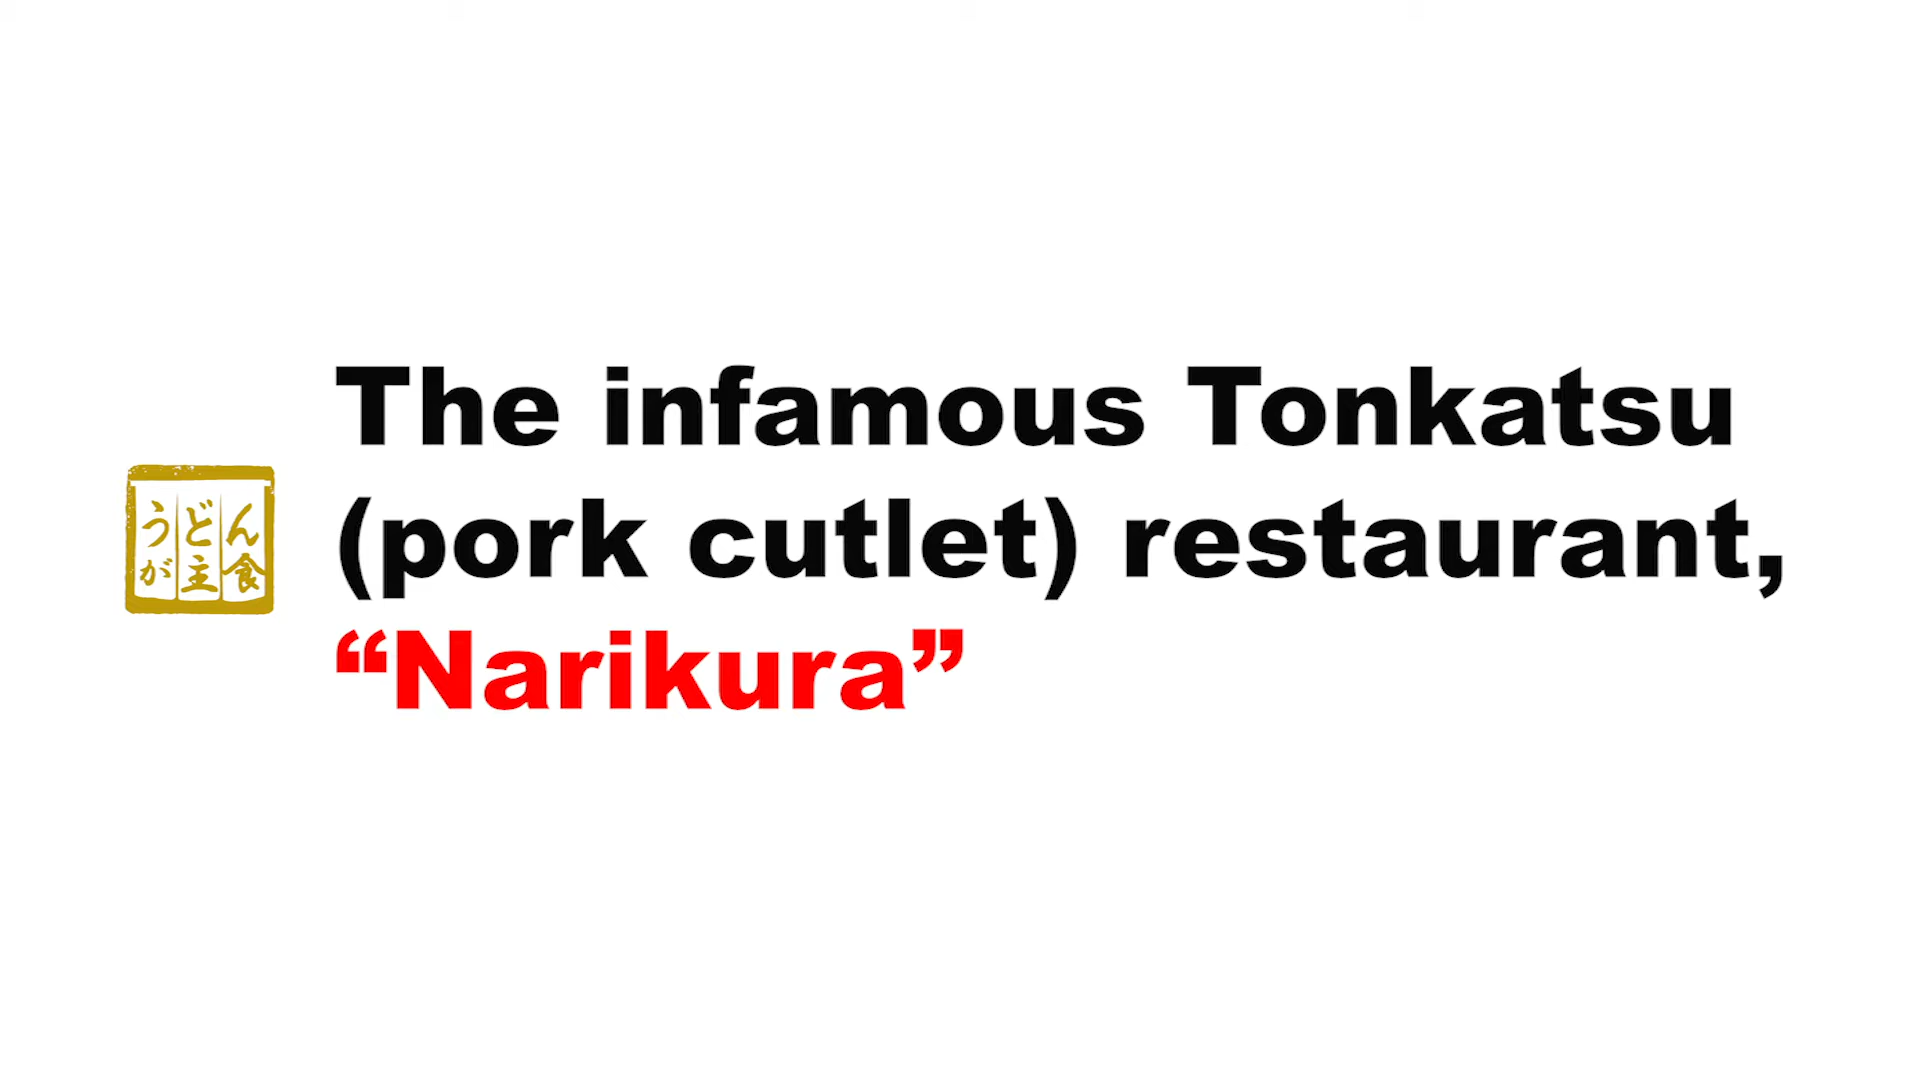 The infamous Tonkatsu
(pork cutlet) restaurant,
“Narikura”
うどん
が主食